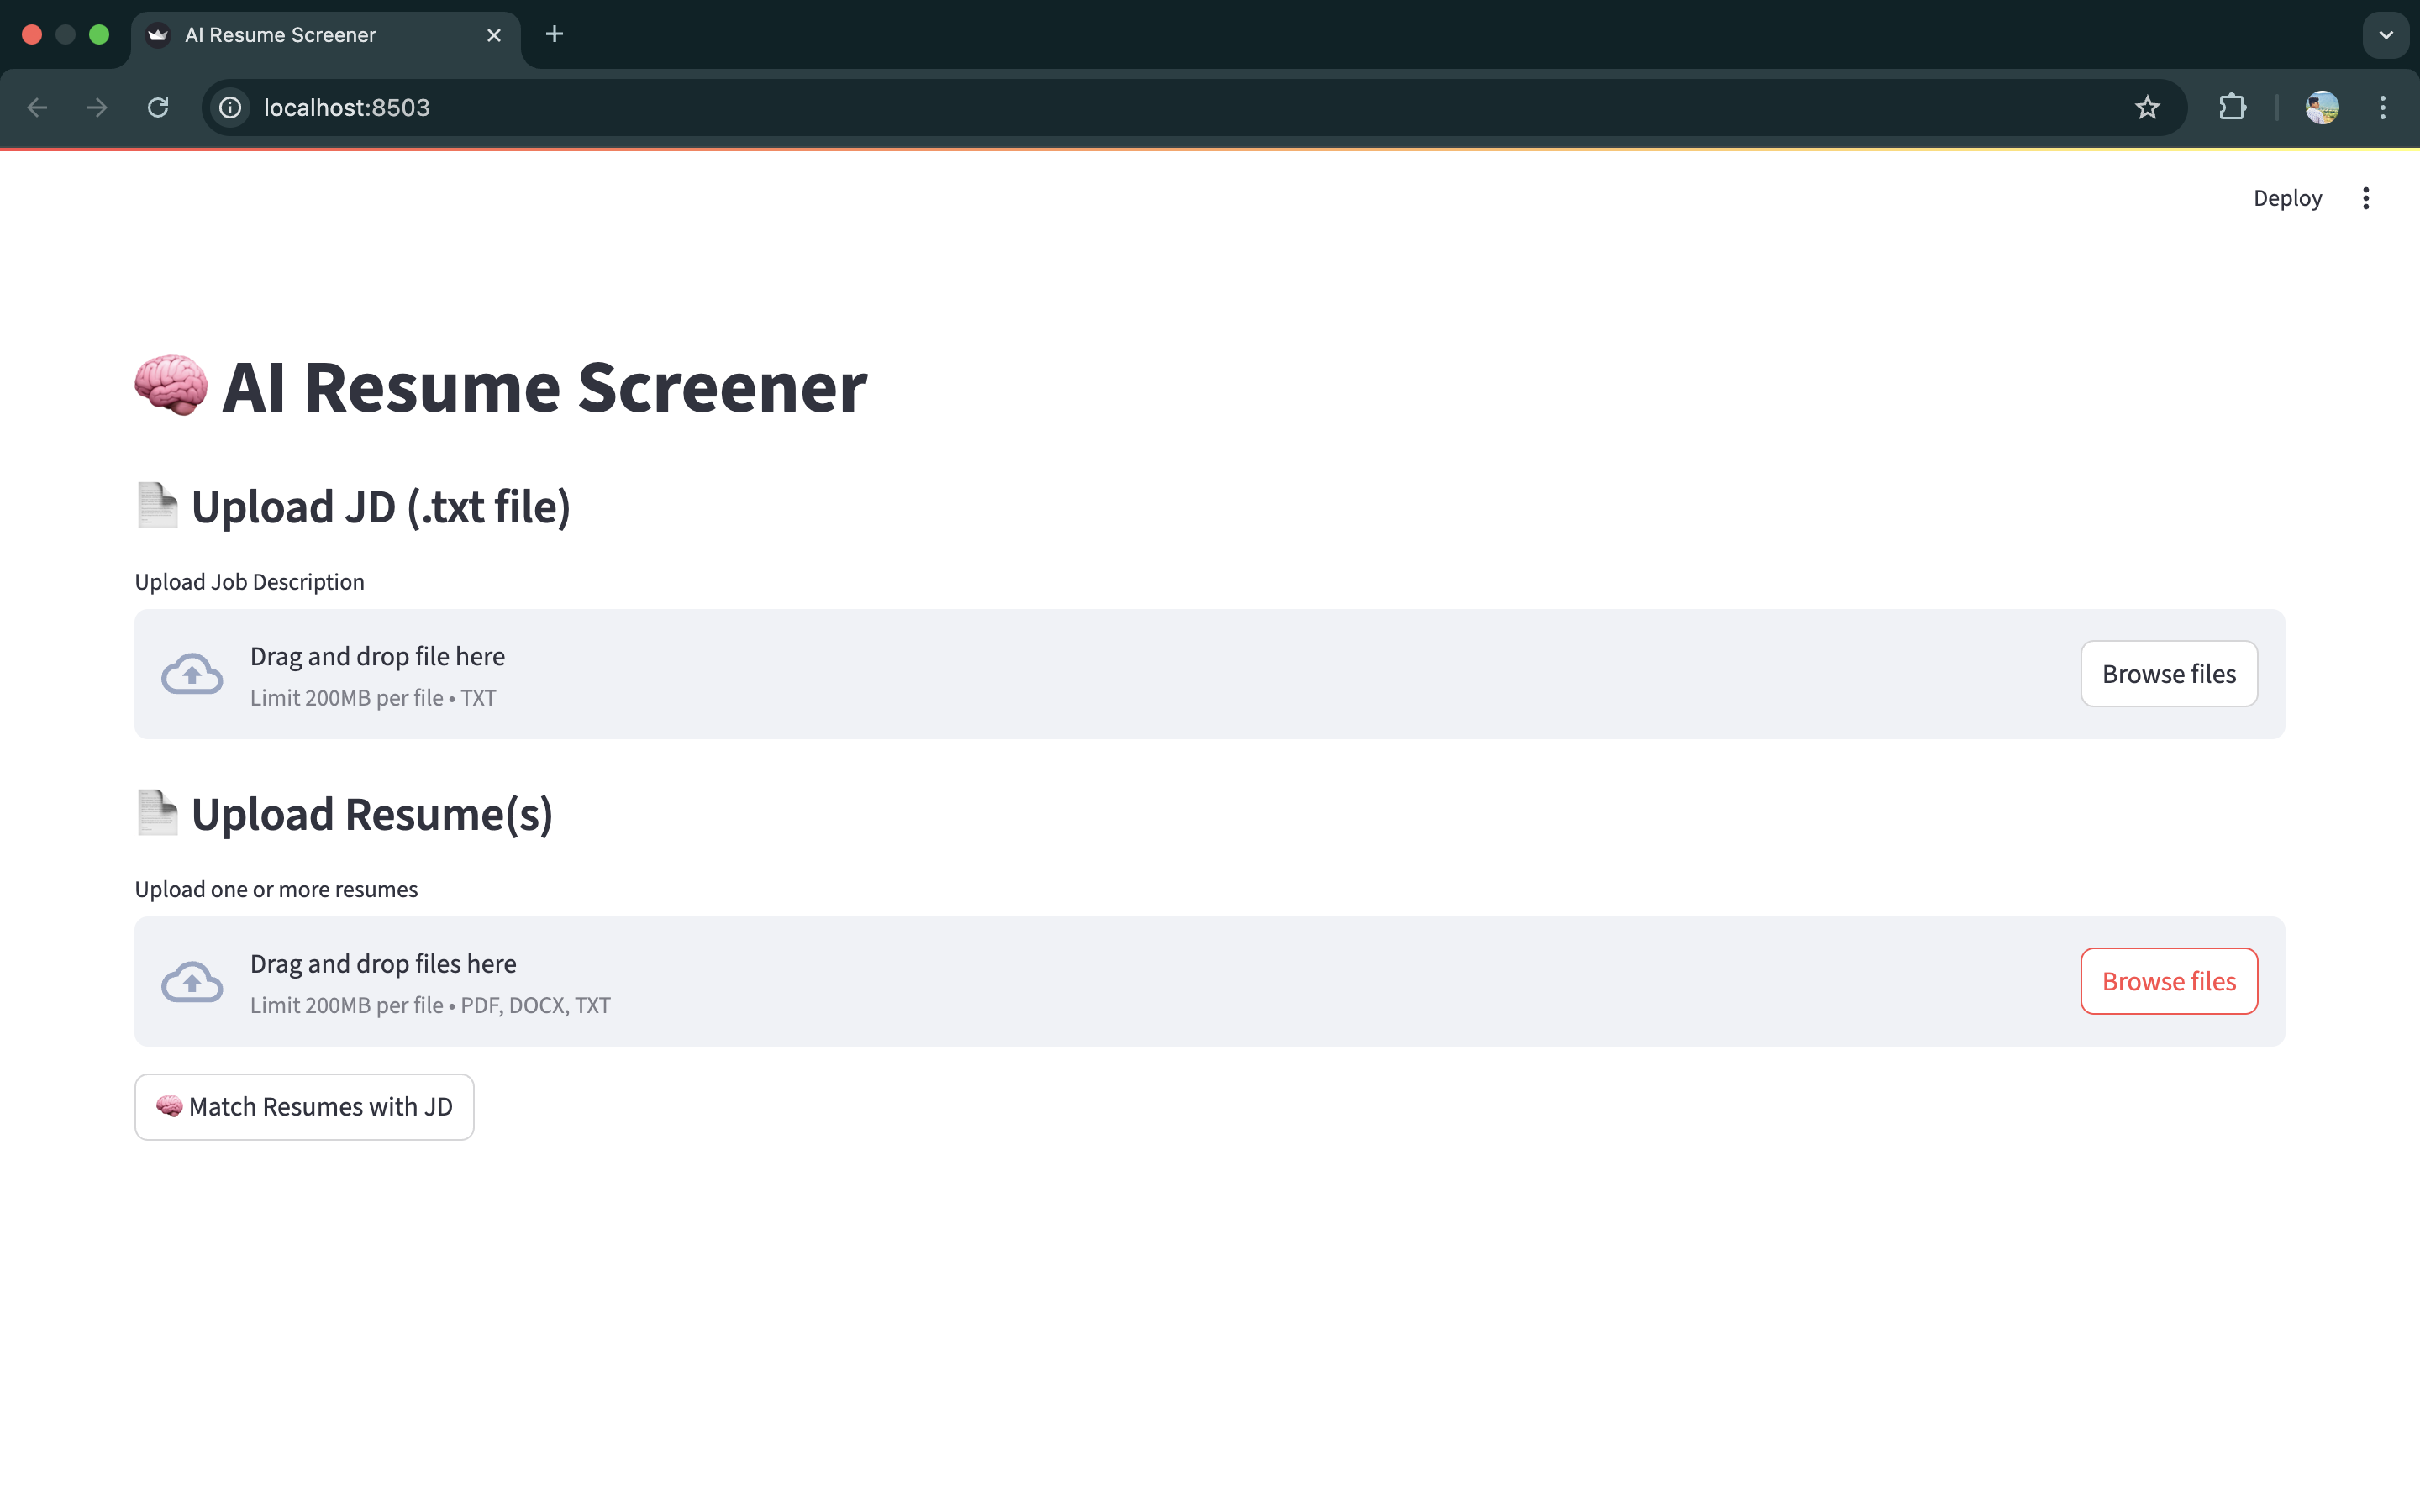 AI Resume Screener
localhost:8503
Deploy
🧠 AI Resume Screener
📄 Upload JD (.txt file)
Upload Job Description
Drag and drop file here
Limit 200MB per file • TXT
Browse files
📄 Upload Resume(s)
Upload one or more resumes
Drag and drop files here
Limit 200MB per file • PDF, DOCX, TXT
Browse files
🧠 Match Resumes with JD